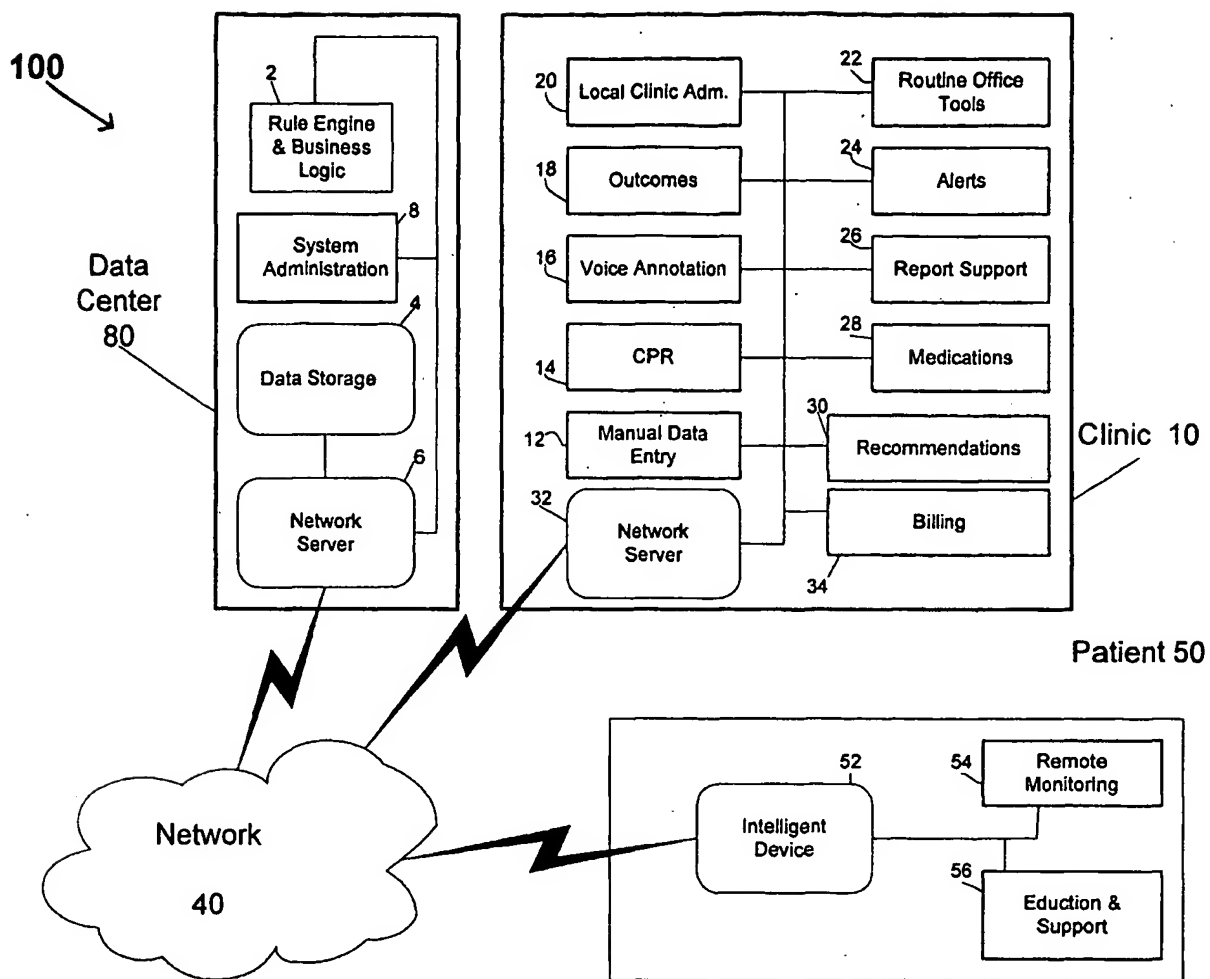 100
2
Rule Engine
& Business
Logic
8
System
Administration
Data
Center
80
4
Data Storage
6
Network
Server
20
Local Clinic Adm.
22
Routine Office
Tools
18
Outcomes
24
Alerts
16
Voice Annotation
26
Report Support
14
CPR
28
Medications
12
Manual Data
Entry
30
Recommendations
Clinic 10
32
Network
Server
Billing
34
Patient 50
Network
40
52
Intelligent
Device
54
Remote
Monitoring
56
Eduction &
Support